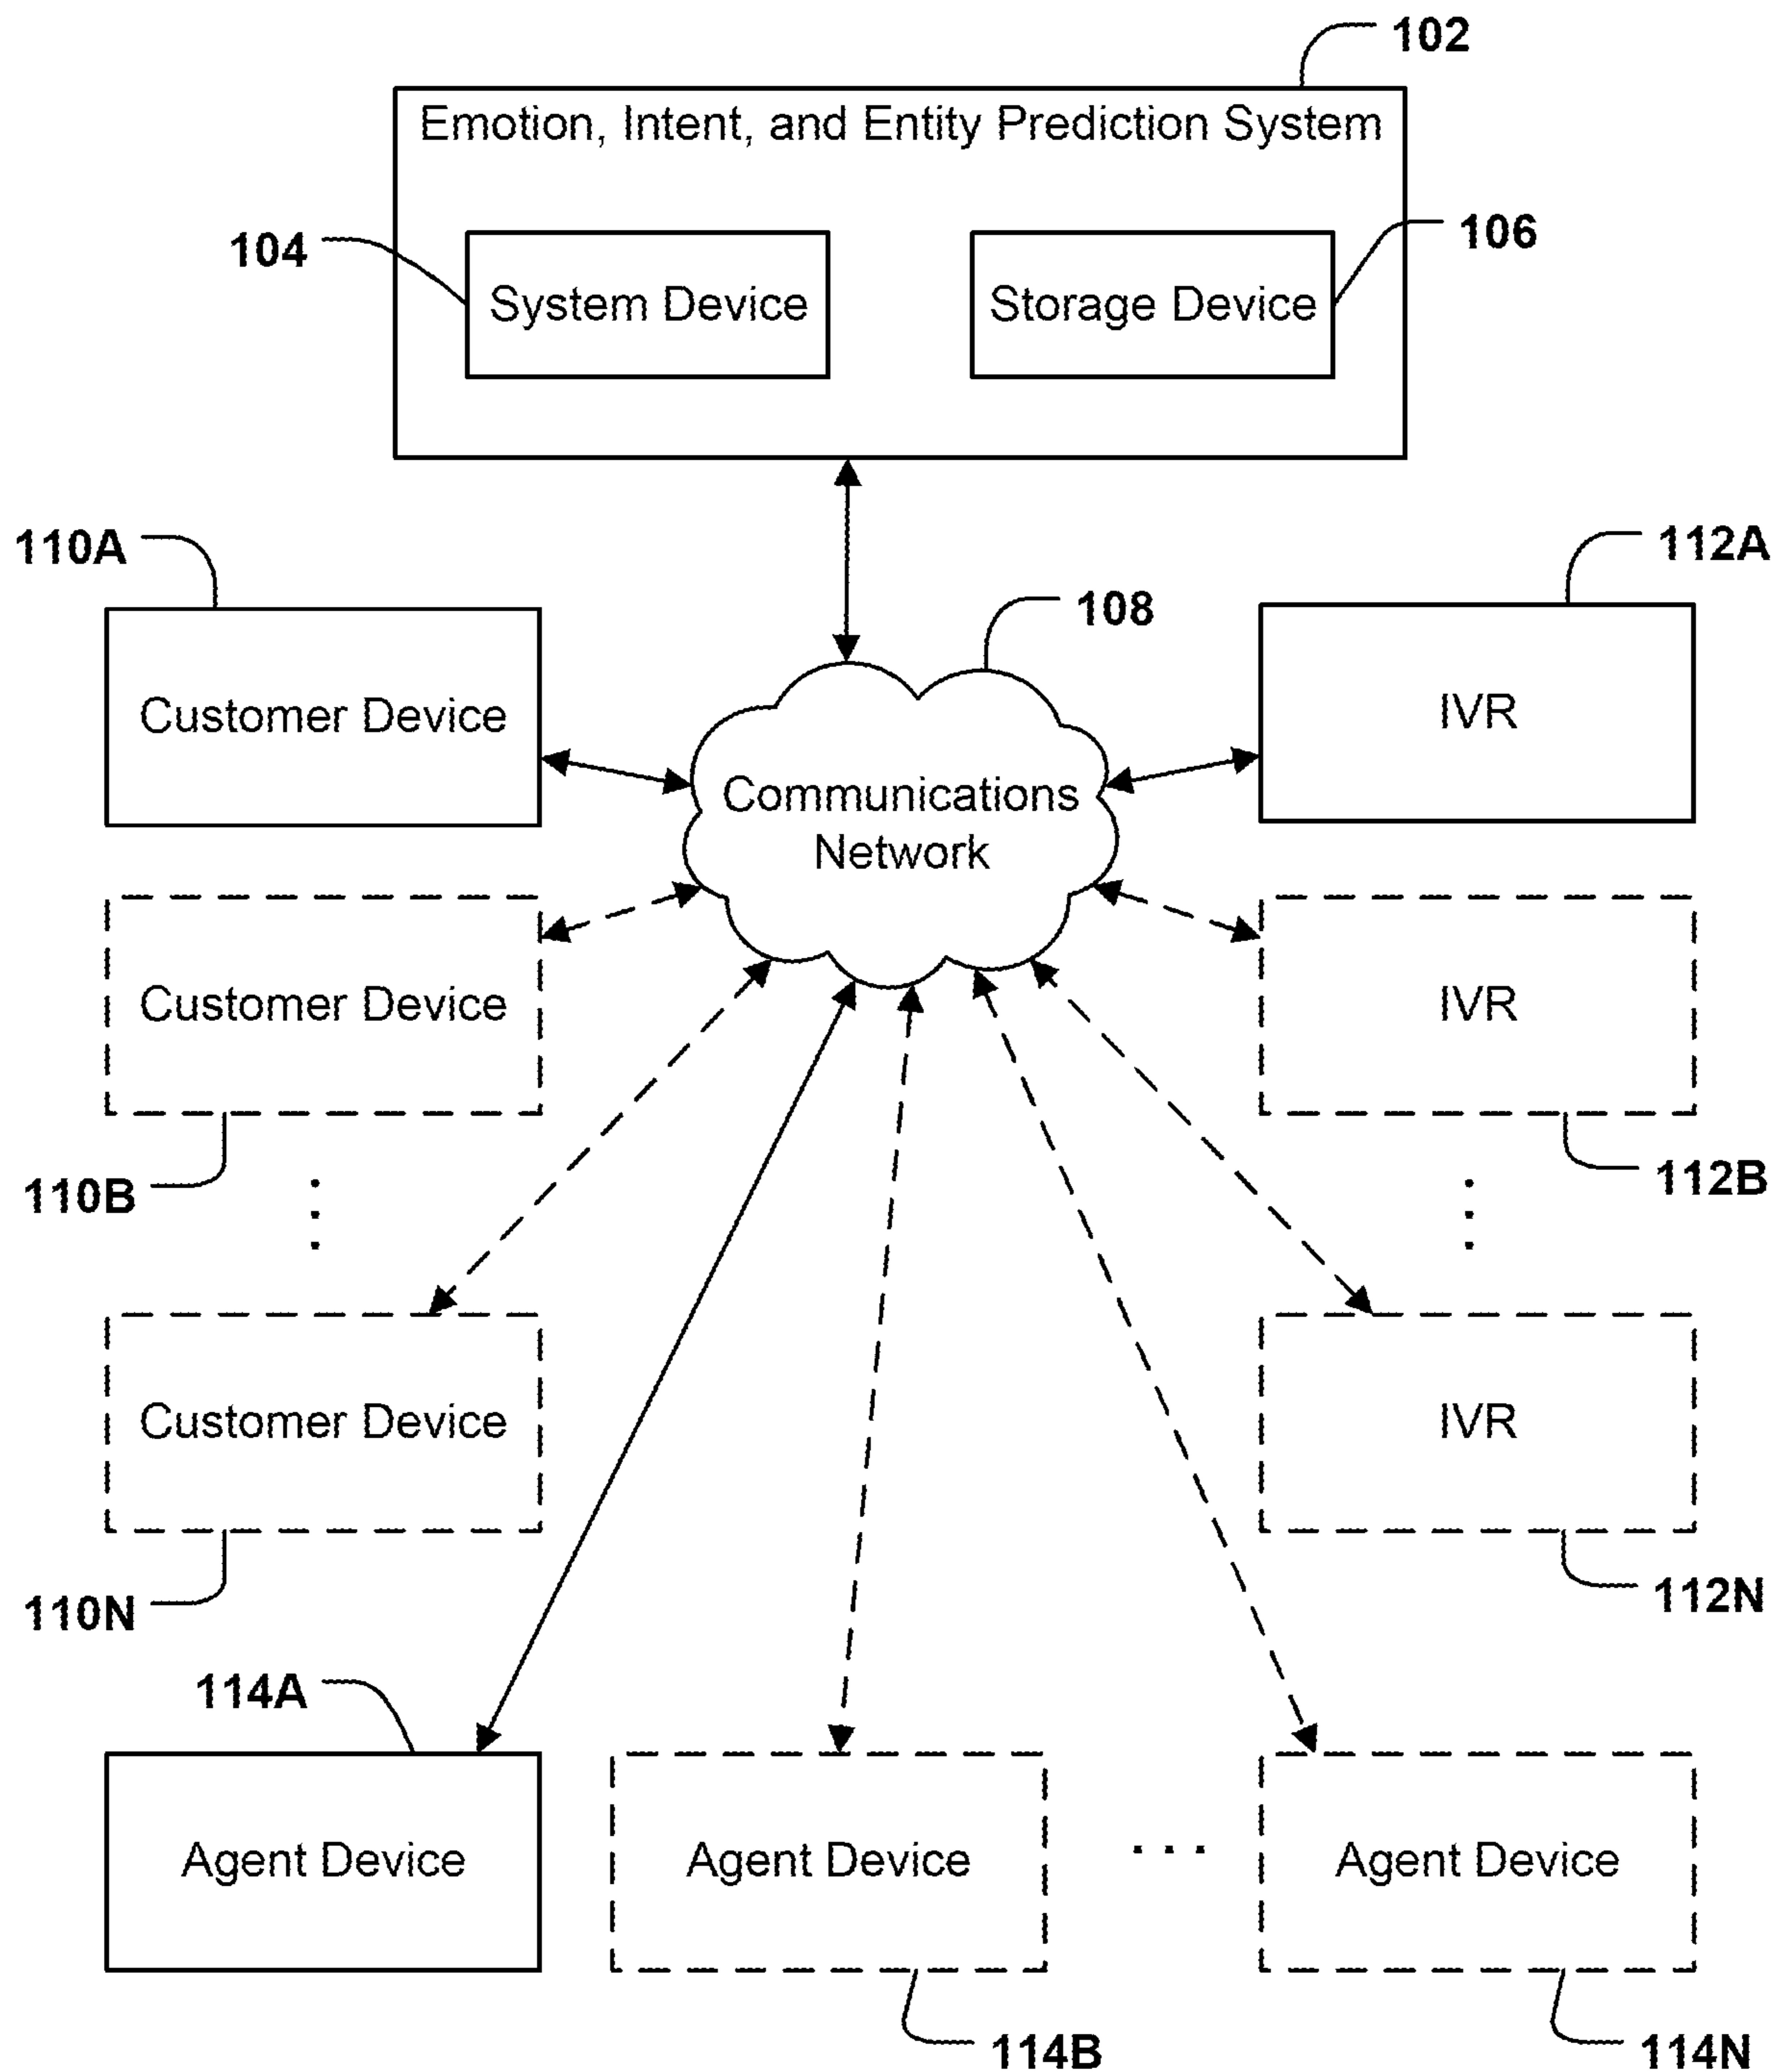 102
Emotion, Intent, and Entity Prediction System
104
106
System Device
Storage Device
110A
112A
108
Customer Device
IVR
Communications
Network
Customer Device
IVR
110B
112B
Customer Device
IVR
110N
112N
114A
Agent Device
Agent Device
. . .
Agent Device
114B
114N